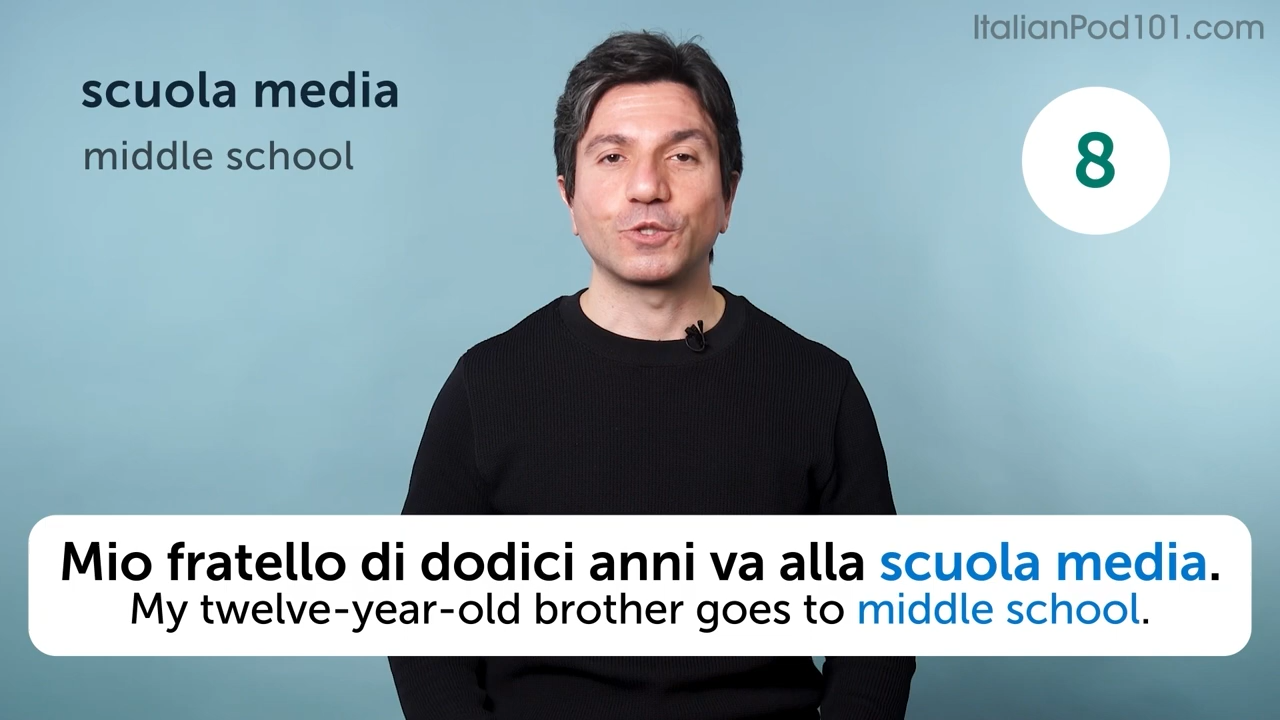 ItalianPod101.com
scuola media
middle school
8
Mio fratello di dodici anni va alla scuola media.
My twelve-year-old brother goes to middle school.